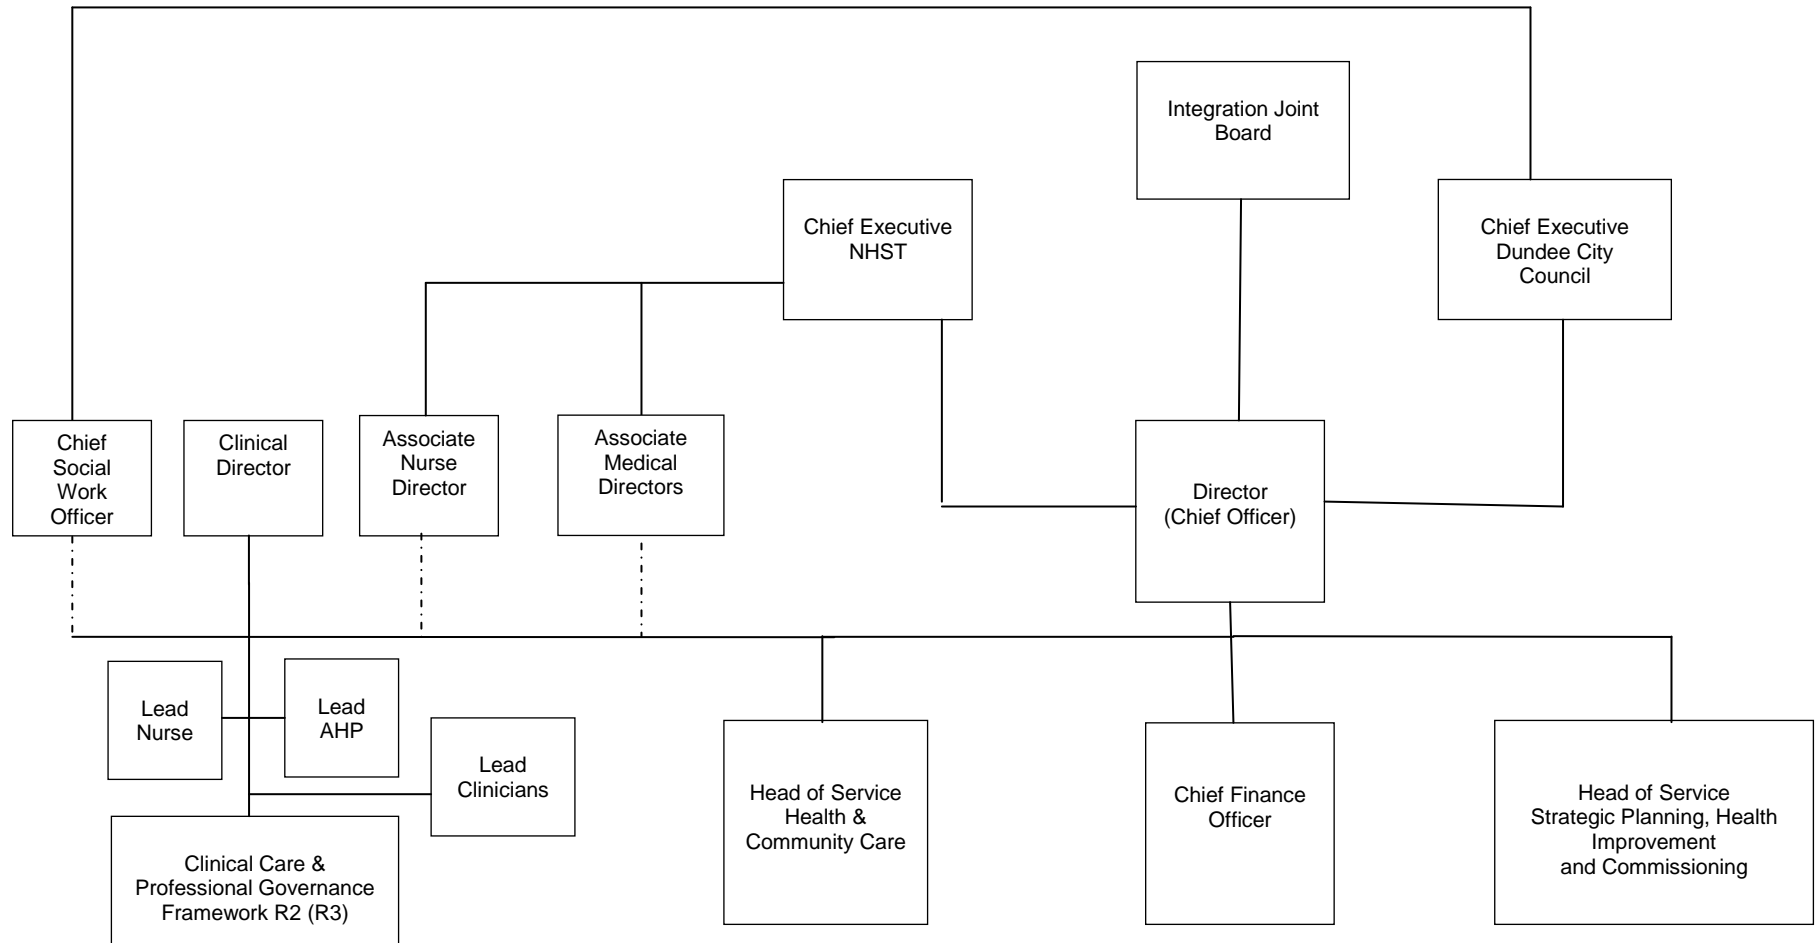 Integration Joint
Board
Chief Executive
NHST
Chief Executive
Dundee City
Council
Chief
Social
Work
Officer
Clinical
Director
Associate
Nurse
Director
Associate
Medical
Directors
Director
(Chief Officer)
Lead
Nurse
Lead
AHP
Lead
Clinicians
Head of Service
Health &
Community Care
Chief Finance
Officer
Head of Service
Strategic Planning, Health
Improvement
and Commissioning
Clinical Care &
Professional Governance
Framework R2 (R3)